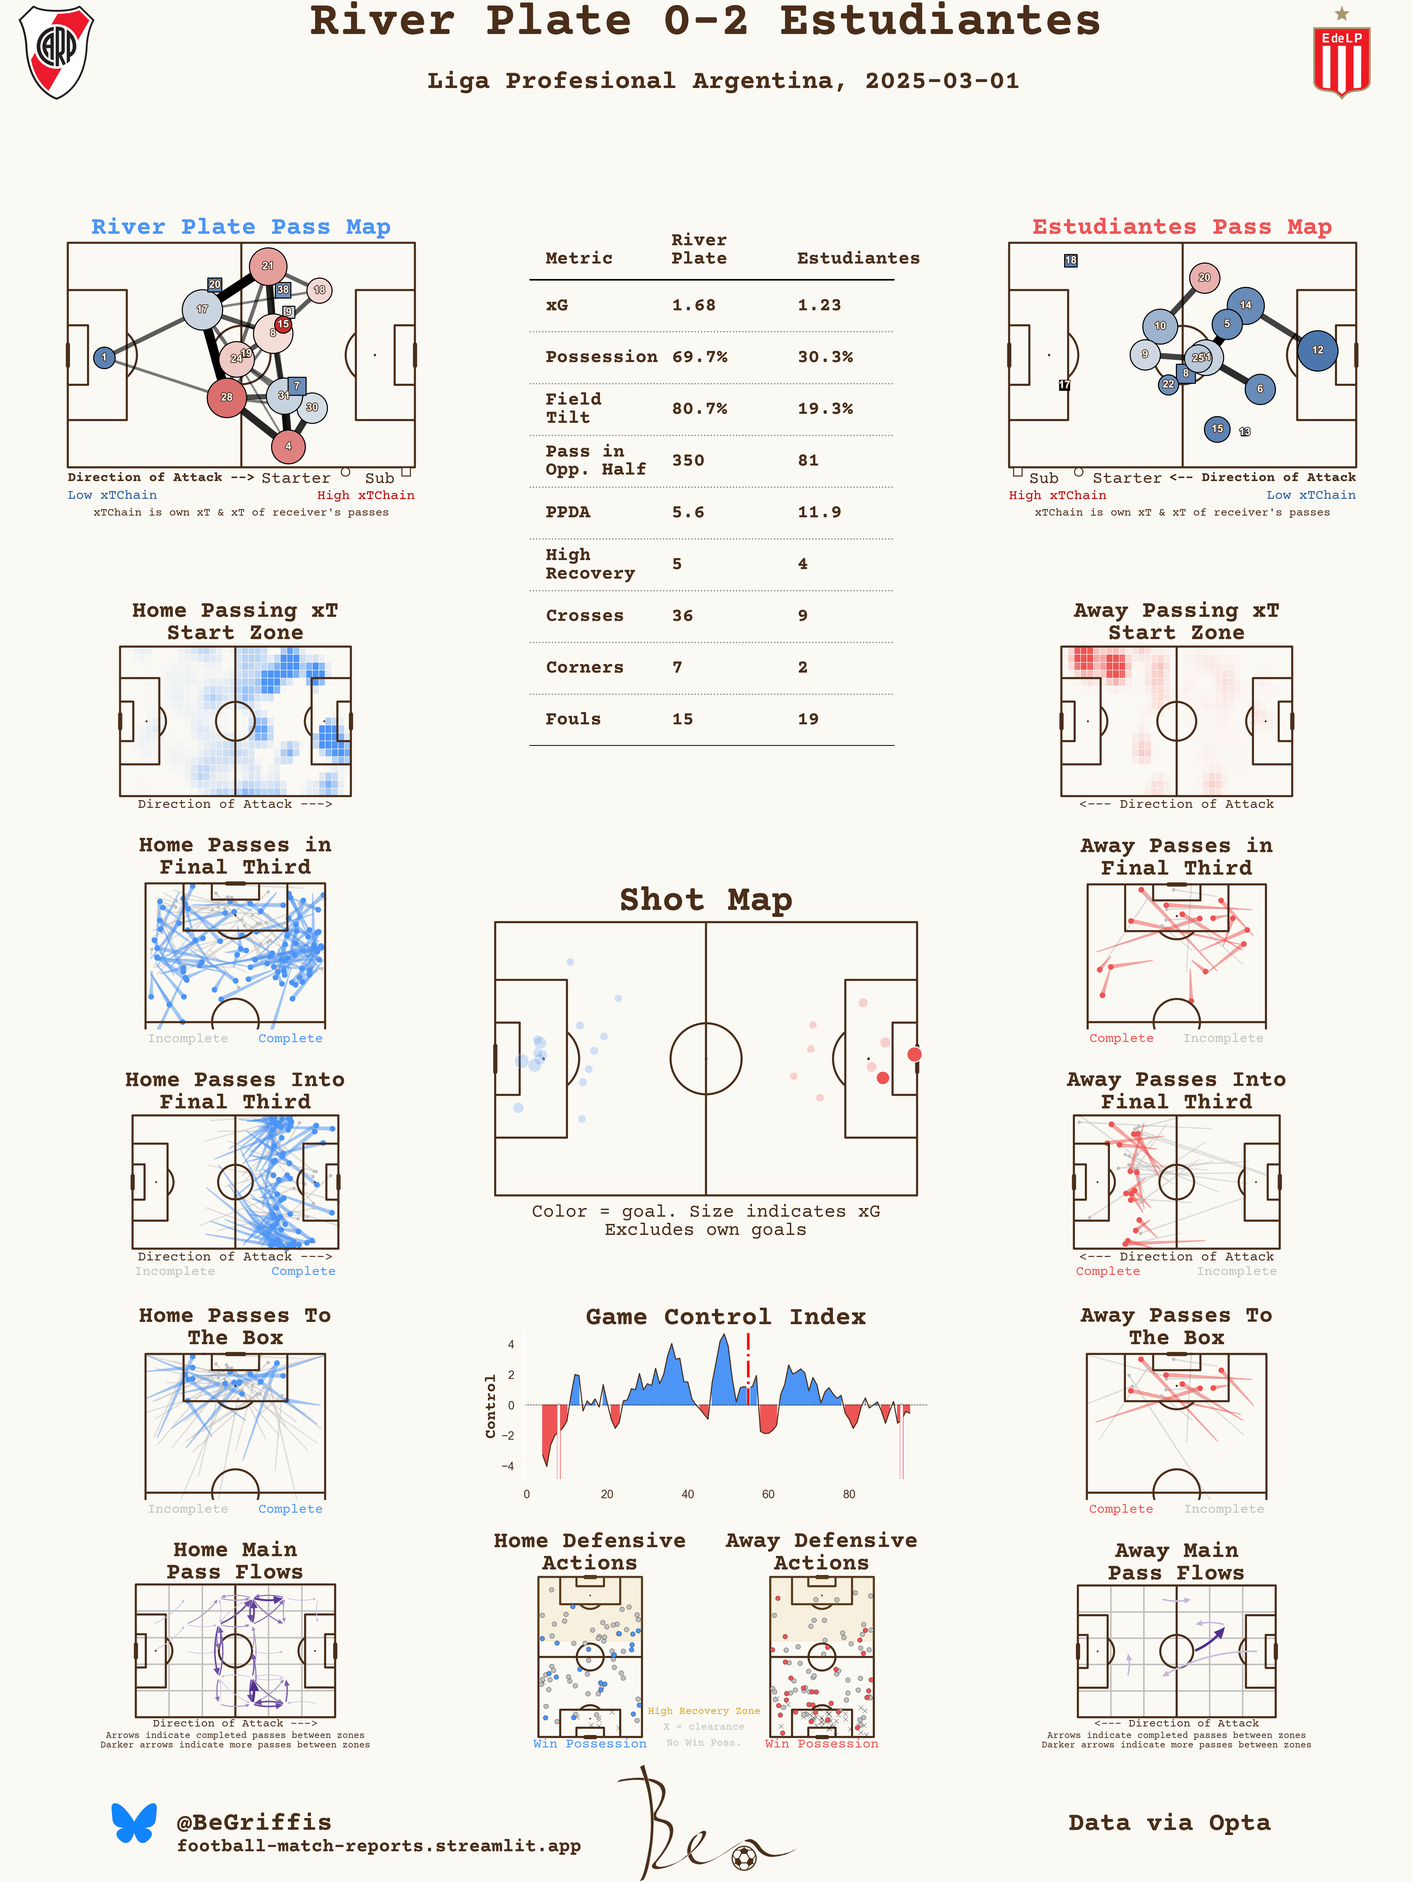 River Plate 0-2 Estudiantes
Liga Profesional Argentina, 2025-03-01
CARP
EdeLP
River Plate Pass Map
21
20
38
18
17
9
15
8
1
24
19
7
28
31
30
4
Direction of Attack --> Starter Sub
Low xTChain High xTChain
xTChain is own xT & xT of receiver's passes
Metric River Plate Estudiantes
xG 1.68 1.23
Possession 69.7% 30.3%
Field Tilt 80.7% 19.3%
Pass in Opp. Half 350 81
PPDA 5.6 11.9
High Recovery 5 4
Crosses 36 9
Corners 7 2
Fouls 15 19
Estudiantes Pass Map
18
20
14
10
5
9
25
12
8
17
22
6
15
13
Sub Starter <-- Direction of Attack
High xTChain Low xTChain
xTChain is own xT & xT of receiver's passes
Home Passing xT
Start Zone
Direction of Attack --->
Away Passing xT
Start Zone
<--- Direction of Attack
Home Passes in
Final Third
Incomplete Complete
Away Passes in
Final Third
Complete Incomplete
Shot Map
Color = goal. Size indicates xG
Excludes own goals
Home Passes Into
Final Third
Direction of Attack --->
Incomplete Complete
Away Passes Into
Final Third
<--- Direction of Attack
Complete Incomplete
Home Passes To
The Box
Incomplete Complete
Game Control Index
Control
4
2
0
−2
−4
0 20 40 60 80
Away Passes To
The Box
Complete Incomplete
Home Main
Pass Flows
Direction of Attack --->
Arrows indicate completed passes between zones
Darker arrows indicate more passes between zones
Home Defensive
Actions
Win Possession
High Recovery Zone
X = clearance
No Win Poss.
Away Defensive
Actions
Win Possession
Away Main
Pass Flows
<--- Direction of Attack
Arrows indicate completed passes between zones
Darker arrows indicate more passes between zones
@BeGriffis
football-match-reports.streamlit.app
Ben
Data via Opta